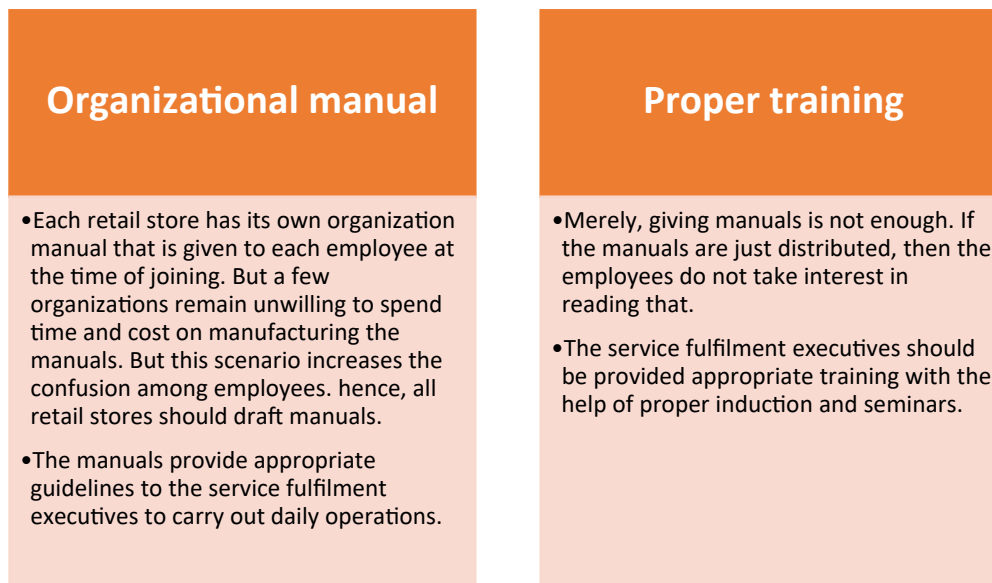 Organizational manual
•Each retail store has its own organization
manual that is given to each employee at
the time of joining. But a few
organizations remain unwilling to spend
time and cost on manufacturing the
manuals. But this scenario increases the
confusion among employees. hence, all
retail stores should draft manuals.
•The manuals provide appropriate
guidelines to the service fulfilment
executives to carry out daily operations.
Proper training
•Merely, giving manuals is not enough. If
the manuals are just distributed, then the
employees do not take interest in
reading that.
•The service fulfilment executives should
be provided appropriate training with the
help of proper induction and seminars.